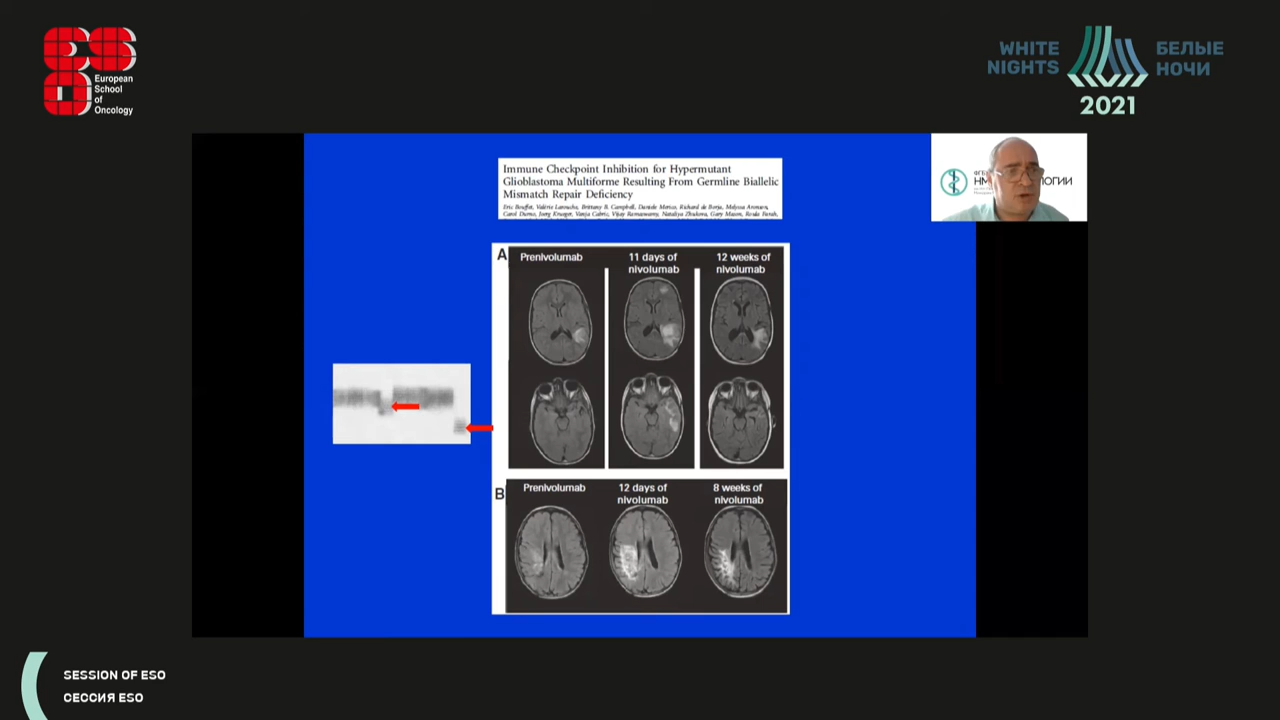 European
School
of
Oncology
WHITE
NIGHTS
БЕЛЫЕ
НОЧИ
2021
Immune Checkpoint Inhibition for Hypermutant
Glioblastoma Multiforme Resulting From Germline Biallelic
Mismatch Repair Deficiency
A
Prenivolumab
11 days of
nivolumab
12 weeks of
nivolumab
B
Prenivolumab
12 days of
nivolumab
8 weeks of
nivolumab
SESSION OF ESO
СЕССИЯ ESO